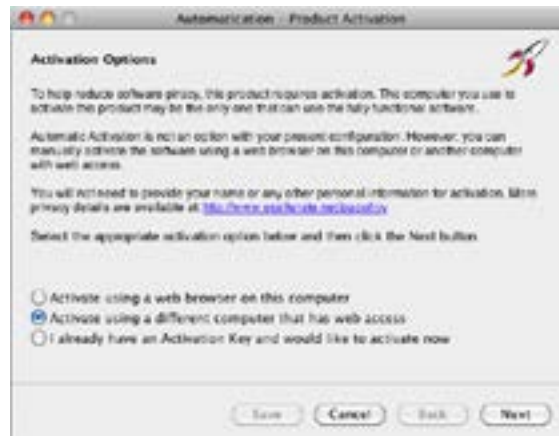 Automatication - Product Activation
Activation Options
To help reduce software piracy, this product requires activation. The computer you use to
activate this product may be the only one that can use the fully functional software.
Automatic Activation is not an option with your present configuration. However, you can
manually activate the software using a web browser on this computer or another computer
with web access.
You will not need to provide your name or any other personal information for activation. More
privacy details are available at
Select the appropriate activation option below and then click the Next button.
Activate using a web browser on this computer
Activate using a different computer that has web access
I already have an Activation Key and would like to activate now
Save Cancel Back Next